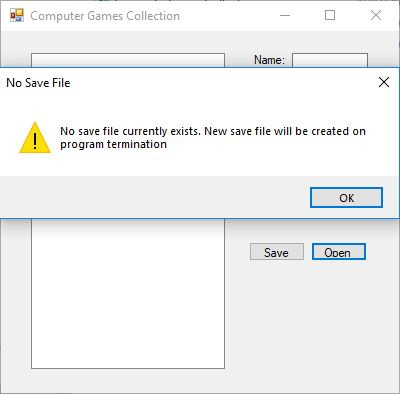 Computer Games Collection
Name:
No Save File
No save file currently exists. New save file will be created on
program termination
OK
Save
Open